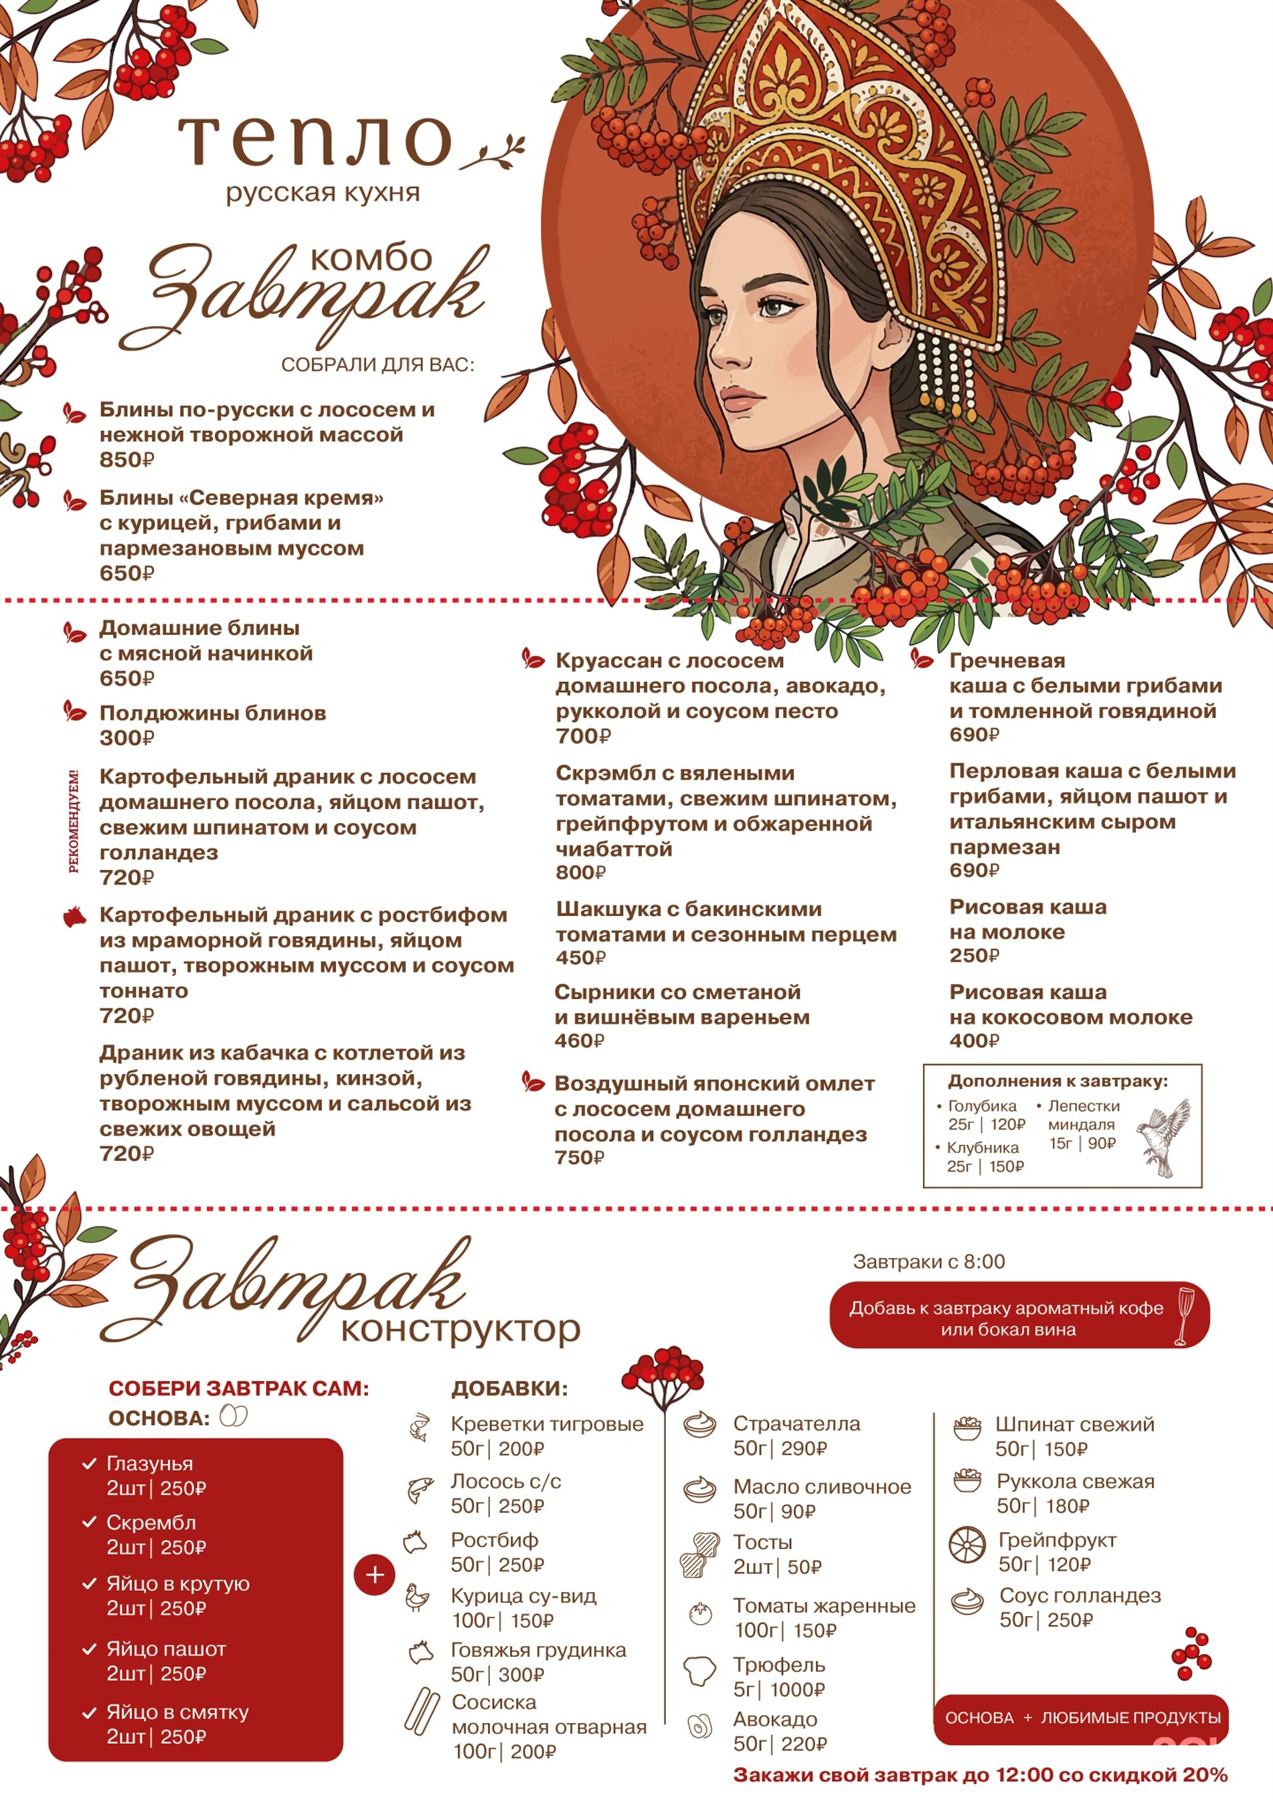 тепло
русская кухня
комбо
Завтрак
СОБРАЛИ ДЛЯ ВАС:
Блины по-русски с лососем и
нежной творожной массой
850₽
Блины «Северная кремя»
с курицей, грибами и
пармезановым муссом
650₽
Домашние блины
с мясной начинкой
650₽
Полдюжины блинов
300₽
РЕКОМЕНДУЕМ!
Картофельный драник с лососем
домашнего посола, яйцом пашот,
свежим шпинатом и соусом
голландез
720₽
Картофельный драник с ростбифом
из мраморной говядины, яйцом
пашот, творожным муссом и соусом
тоннато
720₽
Драник из кабачка с котлетой из
рубленой говядины, кинзой,
творожным муссом и сальсой из
свежих овощей
720₽
Круассан с лососем
домашнего посола, авокадо,
рукколой и соусом песто
700₽
Скрэмбл с вялеными
томатами, свежим шпинатом,
грейпфрутом и обжаренной
чиабаттой
800₽
Шакшука с бакинскими
томатами и сезонным перцем
450₽
Сырники со сметаной
и вишнёвым вареньем
460₽
Воздушный японский омлет
с лососем домашнего
посола и соусом голландез
750₽
Гречневая
каша с белыми грибами
и томленной говядиной
690₽
Перловая каша с белыми
грибами, яйцом пашот и
итальянским сыром
пармезан
690₽
Рисовая каша
на молоке
250₽
Рисовая каша
на кокосовом молоке
400₽
Дополнения к завтраку:
• Голубика
25г | 120₽
• Клубника
25г | 150₽
• Лепестки
миндаля
15г | 90₽
Завтрак
конструктор
Завтраки с 8:00
Добавь к завтраку ароматный кофе
или бокал вина
СОБЕРИ ЗАВТРАК САМ:
ОСНОВА:
Глазунья
2шт| 250₽
Скрембл
2шт| 250₽
Яйцо в крутую
2шт| 250₽
Яйцо пашот
2шт| 250₽
Яйцо в смятку
2шт| 250₽
+
ДОБАВКИ:
Креветки тигровые
50г| 200₽
Лосось с/с
50г| 250₽
Ростбиф
50г| 250₽
Курица су-вид
100г| 150₽
Говяжья грудинка
50г| 300₽
Сосиска
молочная отварная
100г| 200₽
Страчателла
50г| 290₽
Масло сливочное
50г| 90₽
Тосты
2шт| 50₽
Томаты жаренные
100г| 150₽
Трюфель
5г| 1000₽
Авокадо
50г| 220₽
Шпинат свежий
50г| 150₽
Руккола свежая
50г| 180₽
Грейпфрукт
50г| 120₽
Соус голландез
50г| 250₽
ОСНОВА + ЛЮБИМЫЕ ПРОДУКТЫ
Закажи свой завтрак до 12:00 со скидкой 20%